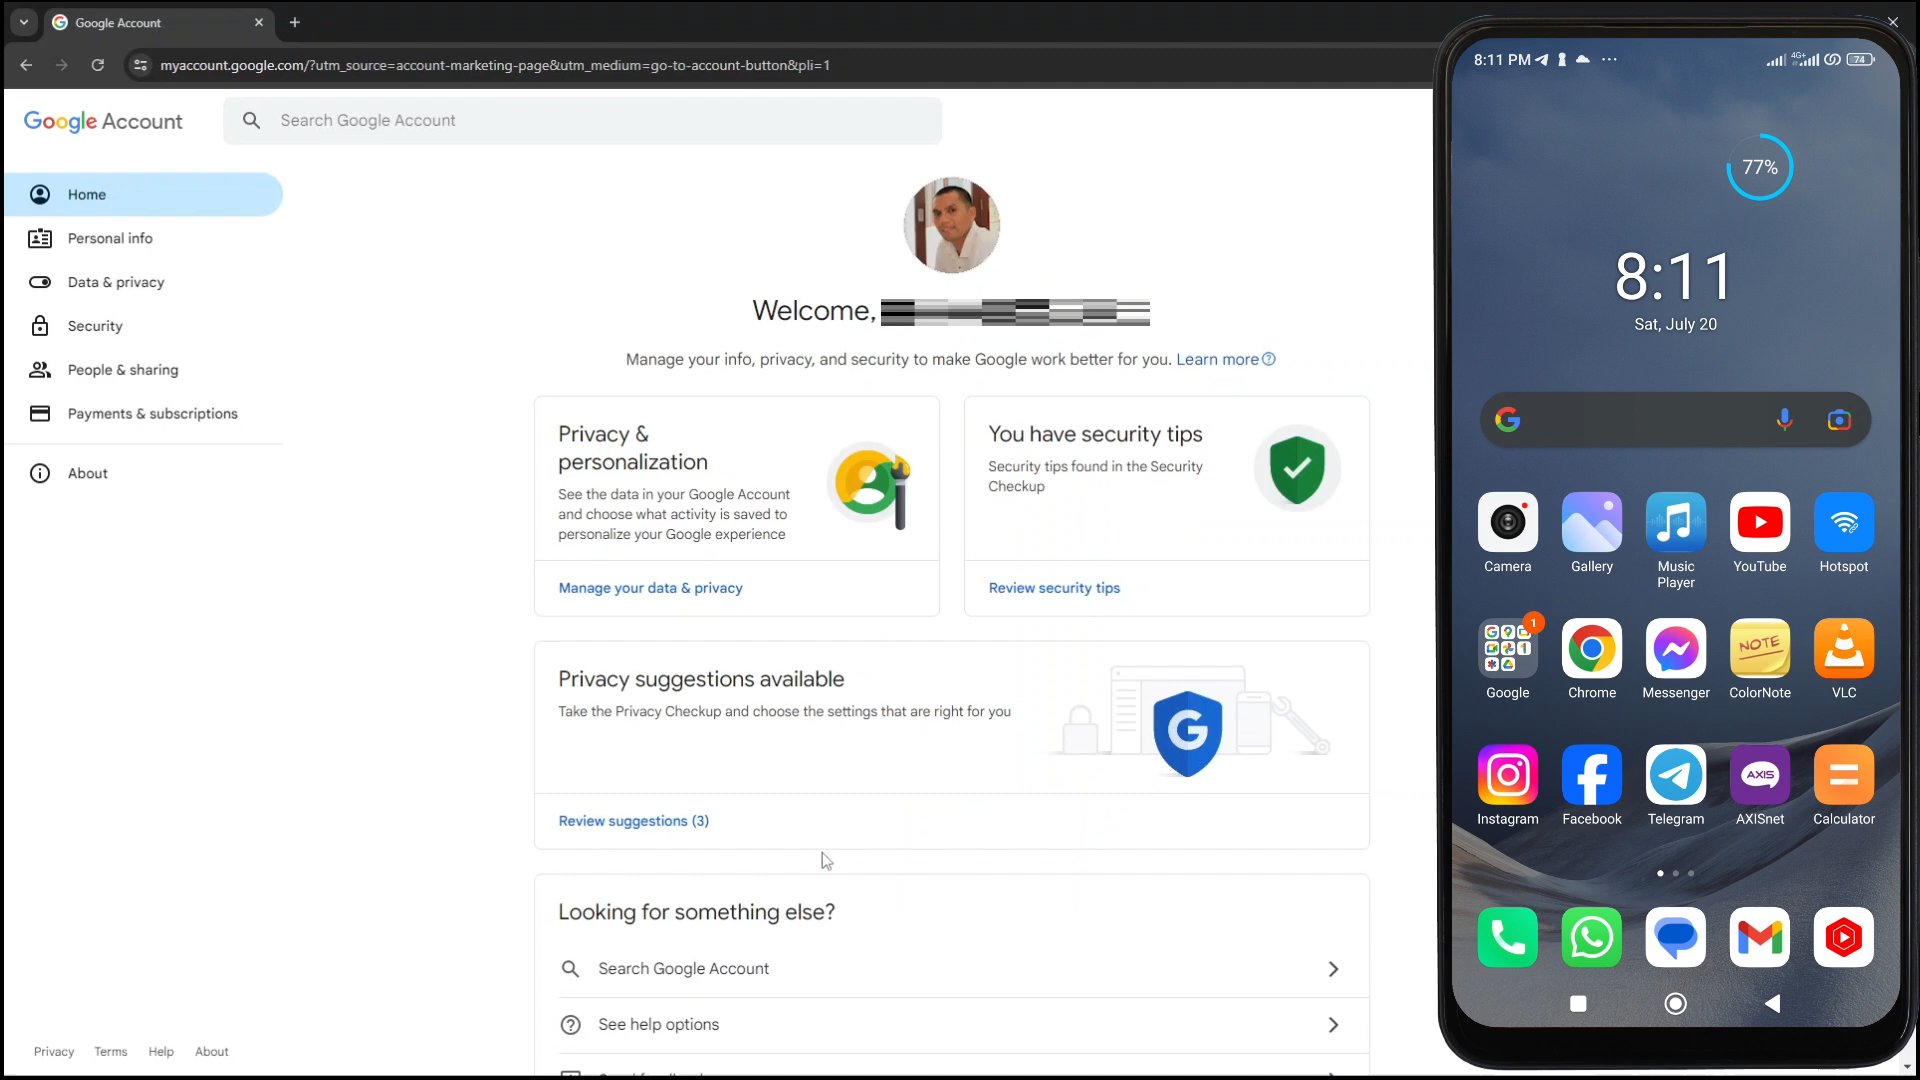 Google Account
myaccount.google.com/?utm_source=account-marketing-page&utm_medium=go-to-account-button&pli=1
Google Account
Search Google Account
Home
Personal info
Data & privacy
Security
People & sharing
Payments & subscriptions
About
Welcome,
Manage your info, privacy, and security to make Google work better for you. Learn more
Privacy &
personalization
See the data in your Google Account
and choose what activity is saved to
personalize your Google experience
Manage your data & privacy
You have security tips
Security tips found in the Security
Checkup
Review security tips
Privacy suggestions available
Take the Privacy Checkup and choose the settings that are right for you
G
Review suggestions (3)
Looking for something else?
Search Google Account
See help options
Privacy Terms Help About
8:11 PM
4G+
74
77%
8:11
Sat, July 20
Camera Gallery Music Player YouTube Hotspot
1
NOTE
Google Chrome Messenger ColorNote VLC
AXIS
Instagram Facebook Telegram AXISnet Calculator